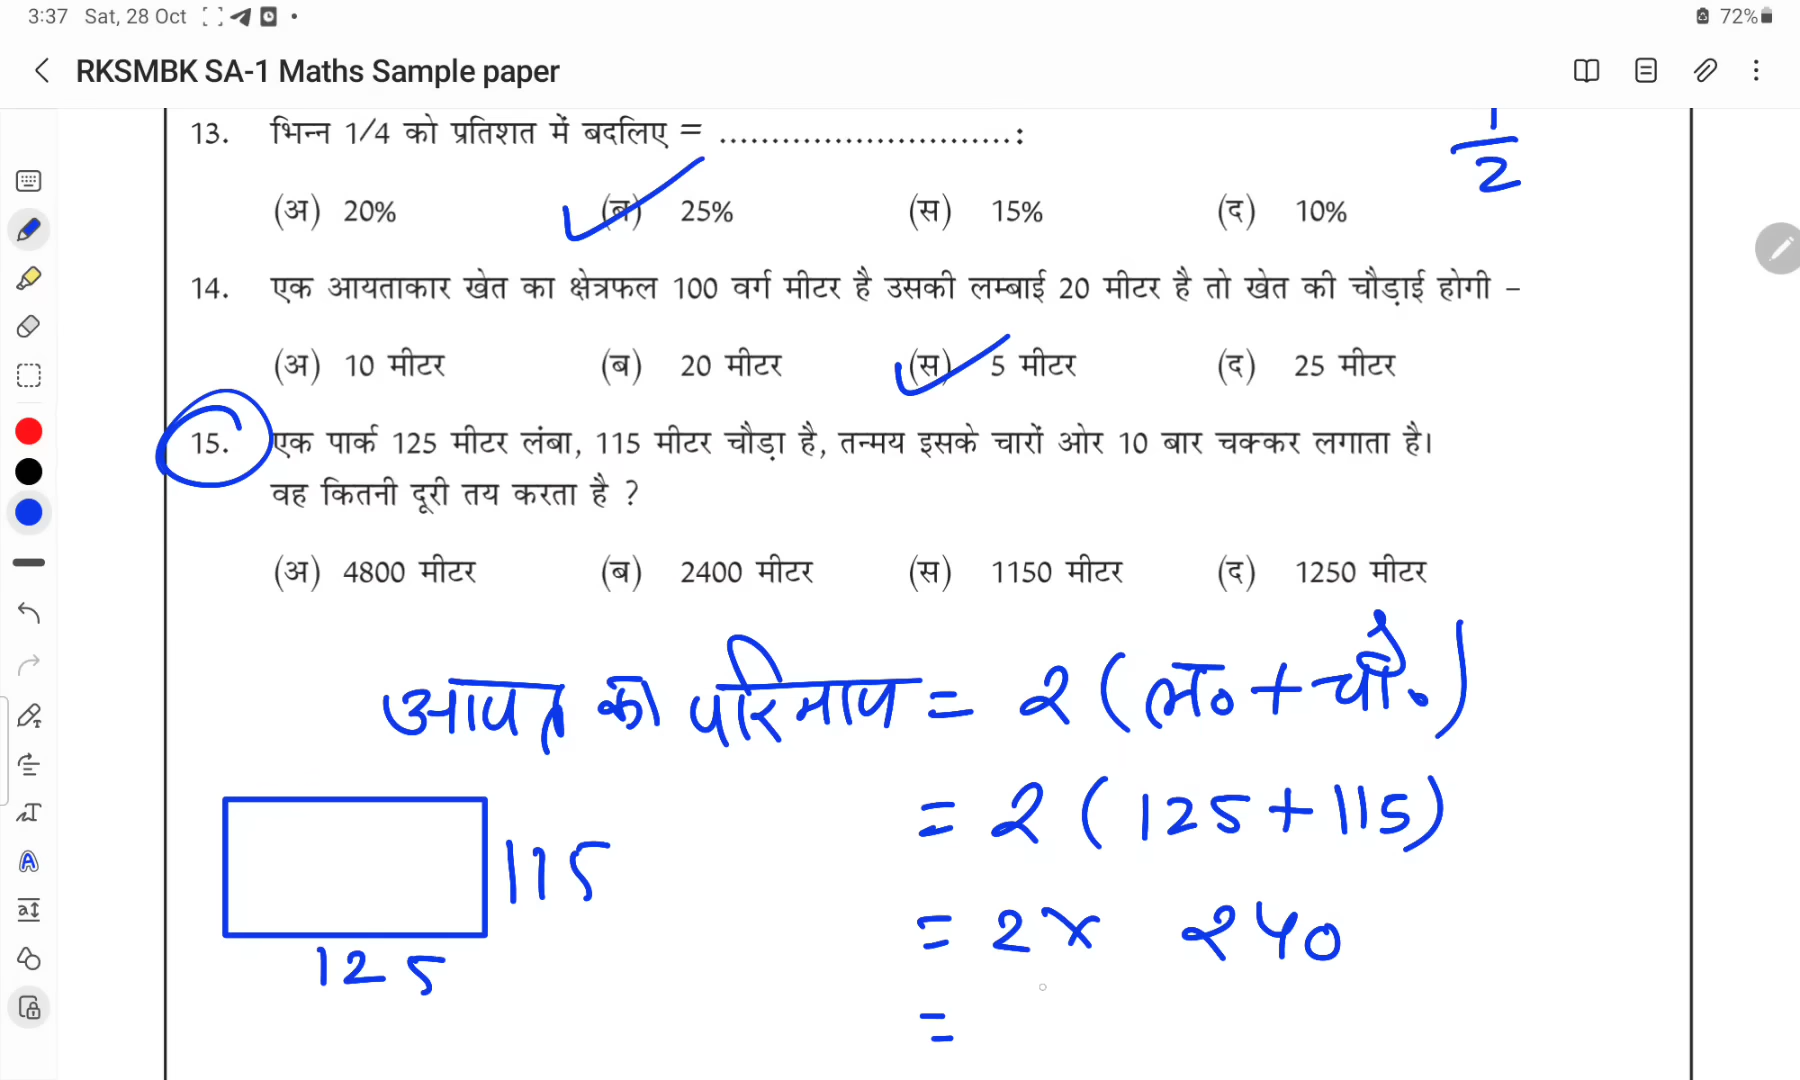 3:37 Sat, 28 Oct 72%
RKSMBK SA-1 Maths Sample paper
13. भिन्न 1/4 को प्रतिशत में बदलिए = ............................:
1
2
(अ) 20% (ब) 25% (स) 15% (द) 10%
14. एक आयताकार खेत का क्षेत्रफल 100 वर्ग मीटर है उसकी लम्बाई 20 मीटर है तो खेत की चौड़ाई होगी –
(अ) 10 मीटर (ब) 20 मीटर (स) 5 मीटर (द) 25 मीटर
15. एक पार्क 125 मीटर लंबा, 115 मीटर चौड़ा है, तन्मय इसके चारों ओर 10 बार चक्कर लगाता है।
वह कितनी दूरी तय करता है ?
(अ) 4800 मीटर (ब) 2400 मीटर (स) 1150 मीटर (द) 1250 मीटर
आयत का परिमाप = 2 (ल० + चौ.)
= 2 (125 + 115)
115
= 2 x 240
125
=